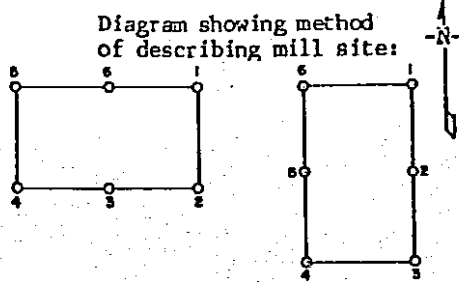 Diagram showing method
of describing mill site:
-N-
5 6 1
4 3 2
6 1
5 2
4 3